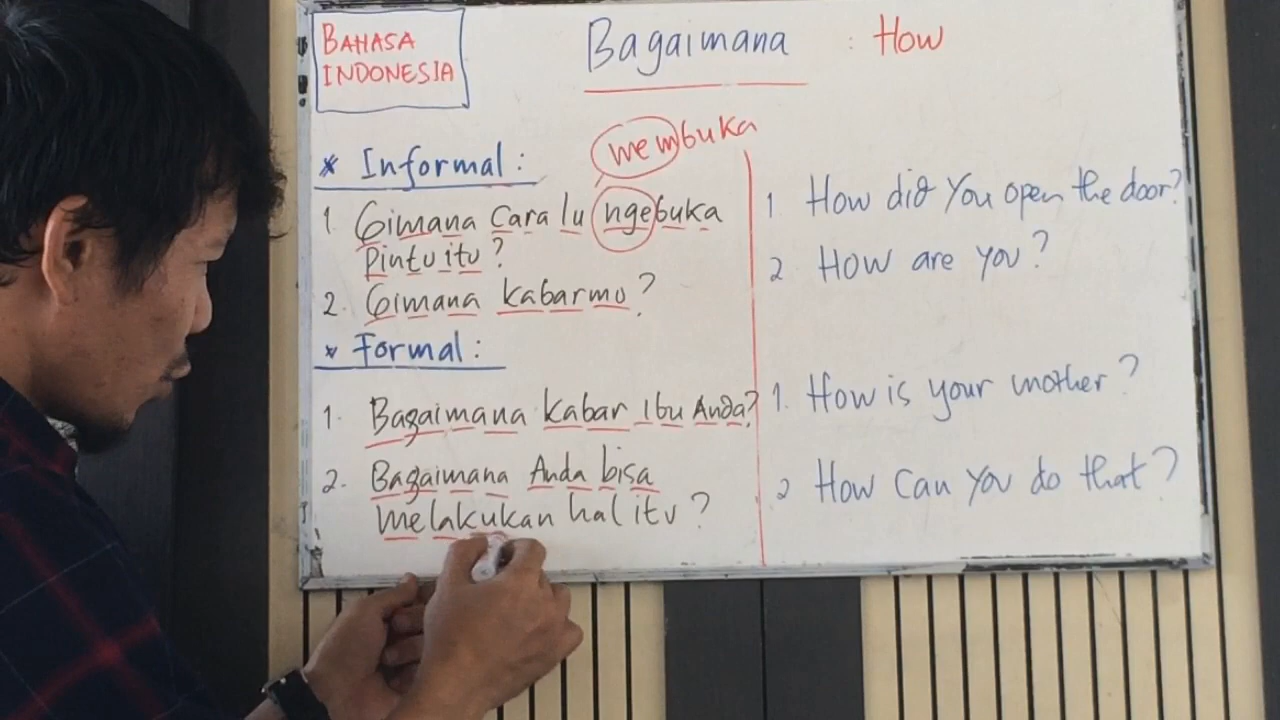 BAHASA
INDONESIA
Bagaimana : How
* Informal :
membuka
1. Gimana Cara lu ngebuka
Pintu itu ?
2. Gimana kabarmu ?
* Formal :
1. Bagaimana kabar Ibu Anda?
2. Bagaimana Anda bisa
melakukan hal itu ?
1 How did You open the door?
2 How are you ?
1. How is your mother ?
2 How can you do that ?